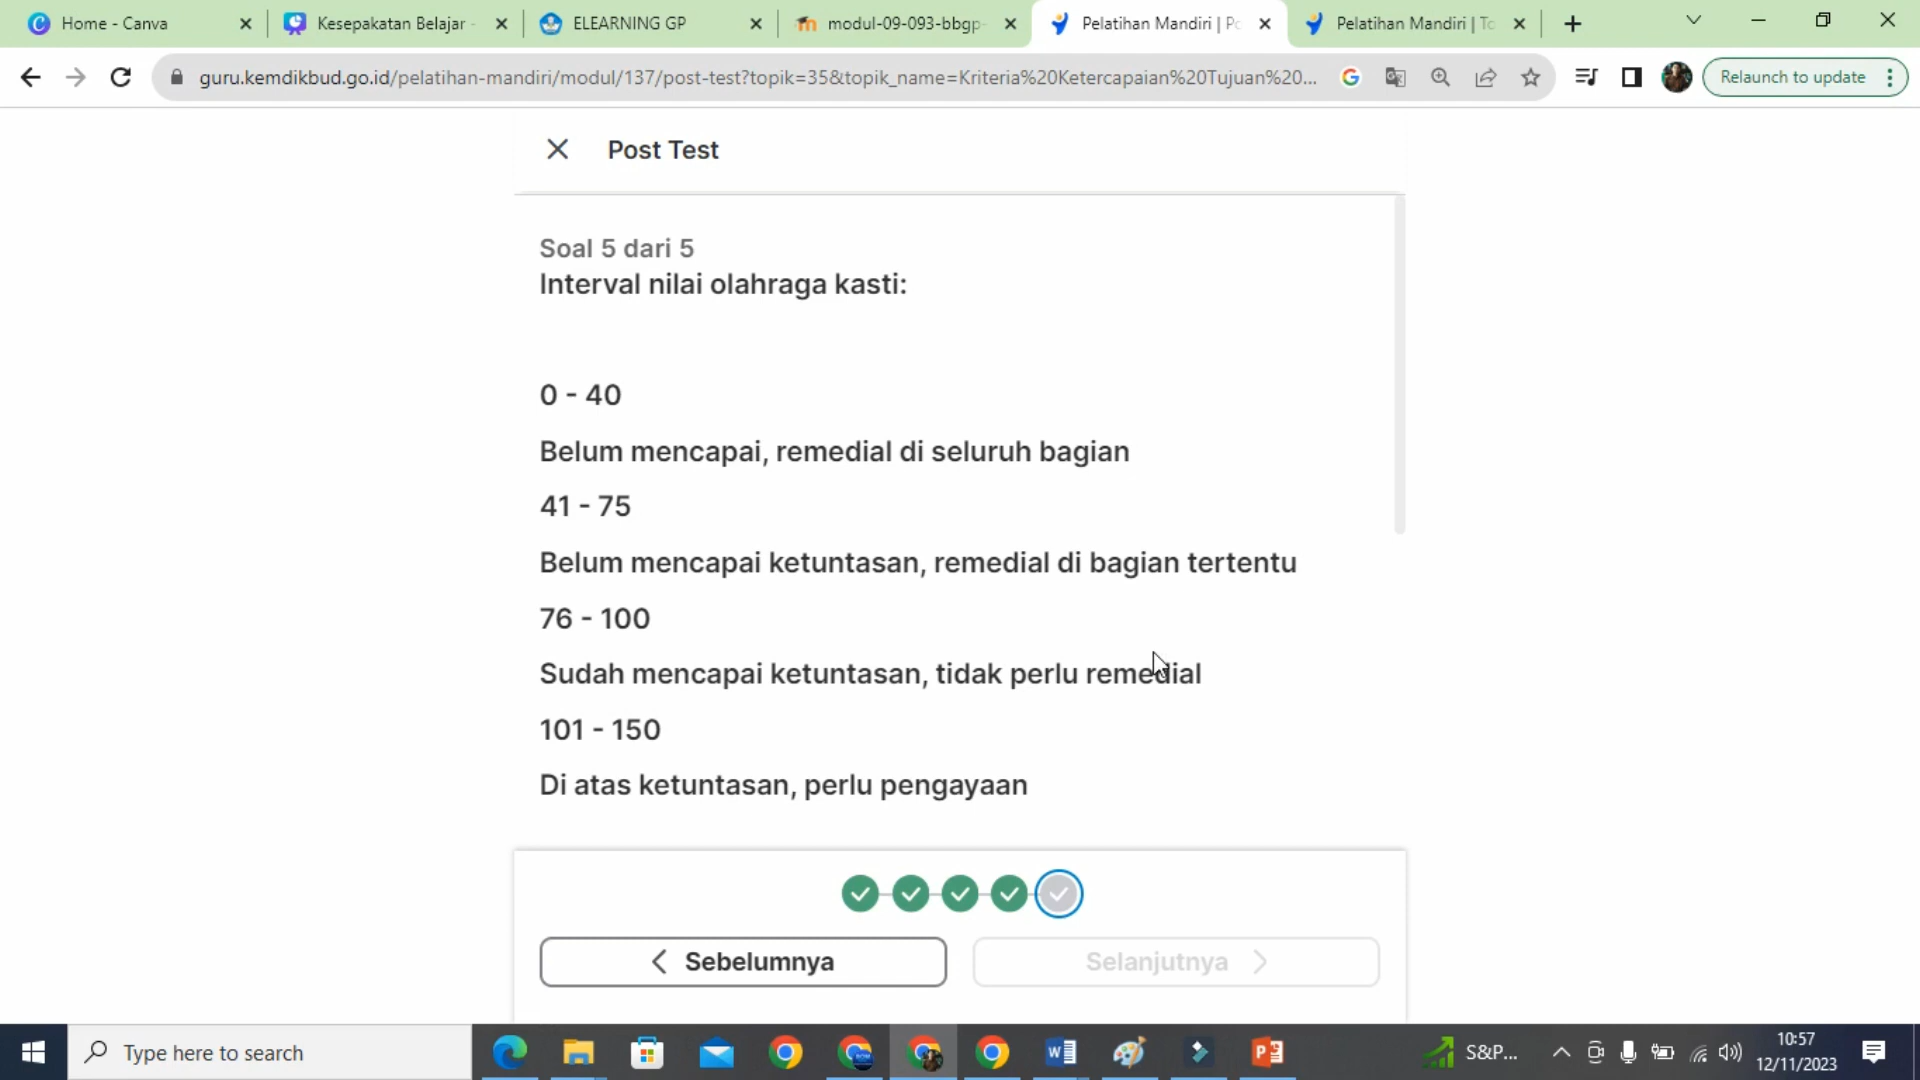 Home - Canva
Kesepakatan Belajar -
ELEARNING GP
modul-09-093-bbgp-
Pelatihan Mandiri | Po
Pelatihan Mandiri | To
guru.kemdikbud.go.id/pelatihan-mandiri/modul/137/post-test?topik=35&topik_name=Kriteria%20Ketercapaian%20Tujuan%20...
Relaunch to update
Post Test
Soal 5 dari 5
Interval nilai olahraga kasti:
0 - 40
Belum mencapai, remedial di seluruh bagian
41 - 75
Belum mencapai ketuntasan, remedial di bagian tertentu
76 - 100
Sudah mencapai ketuntasan, tidak perlu remedial
101 - 150
Di atas ketuntasan, perlu pengayaan
Sebelumnya
Selanjutnya
Type here to search
S&P...
10:57
12/11/2023